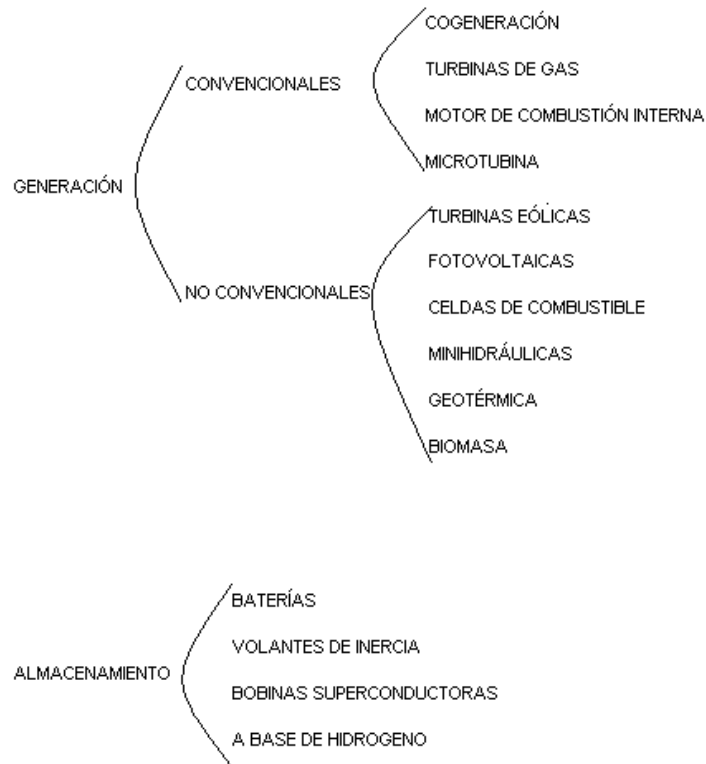 COGENERACIÓN
TURBINAS DE GAS
CONVENCIONALES
MOTOR DE COMBUSTIÓN INTERNA
MICROTUBINA
GENERACIÓN
TURBINAS EÓLICAS
FOTOVOLTAICAS
NO CONVENCIONALES
CELDAS DE COMBUSTIBLE
MINIHIDRÁULICAS
GEOTÉRMICA
BIOMASA
BATERÍAS
VOLANTES DE INERCIA
ALMACENAMIENTO
BOBINAS SUPERCONDUCTORAS
A BASE DE HIDROGENO